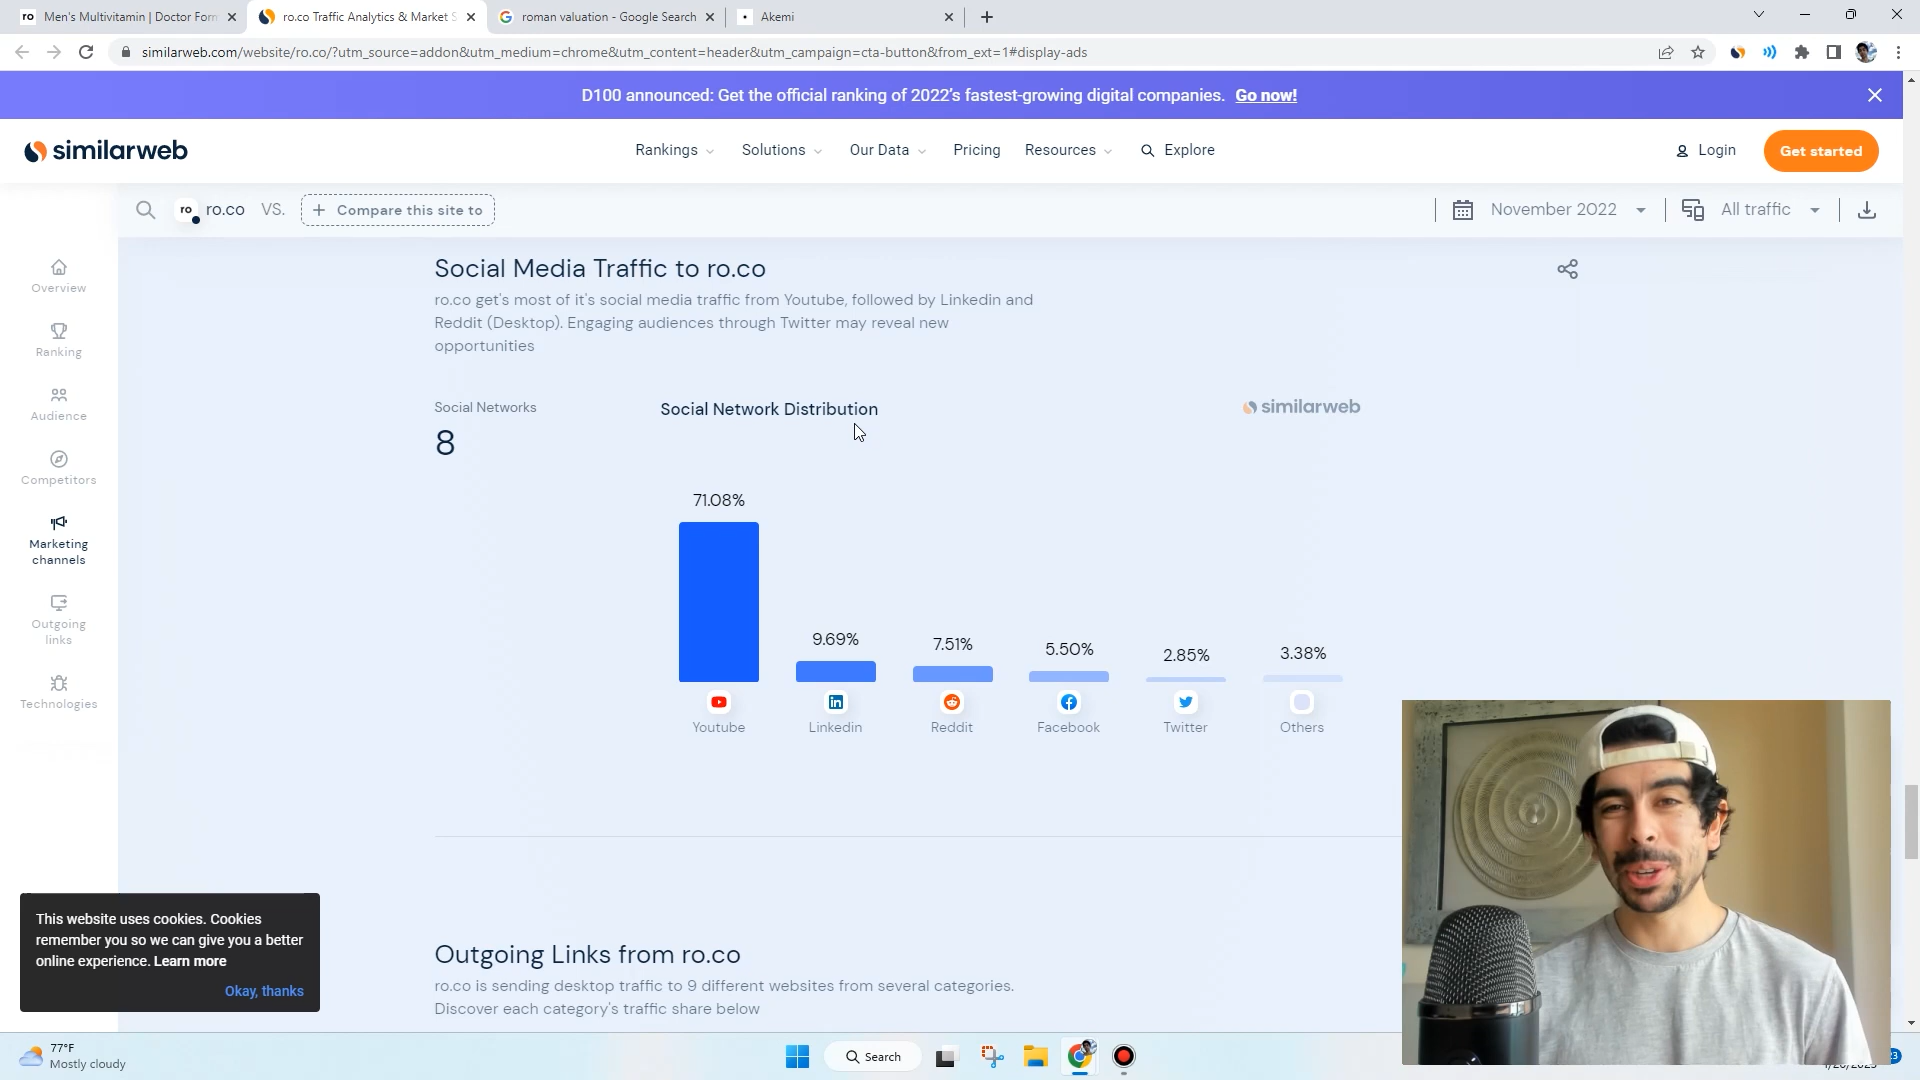 ro Men's Multivitamin | Doctor Forn
ro.co Traffic Analytics & Market S
roman valuation - Google Search
Akemi
similarweb.com/website/ro.co/?utm_source=addon&utm_medium=chrome&utm_content=header&utm_campaign=cta-button&from_ext=1#display-ads
D100 announced: Get the official ranking of 2022's fastest-growing digital companies. Go now!
similarweb
Rankings
Solutions
Our Data
Pricing
Resources
Explore
Login
Get started
ro ro.co VS. + Compare this site to
November 2022
All traffic
Overview
Ranking
Audience
Competitors
Marketing
channels
Outgoing
links
Technologies
Social Media Traffic to ro.co
ro.co get's most of it's social media traffic from Youtube, followed by Linkedin and
Reddit (Desktop). Engaging audiences through Twitter may reveal new
opportunities
Social Networks
8
Social Network Distribution
similarweb
71.08%
9.69%
7.51%
5.50%
2.85%
3.38%
Youtube
Linkedin
Reddit
Facebook
Twitter
Others
Outgoing Links from ro.co
ro.co is sending desktop traffic to 9 different websites from several categories.
Discover each category's traffic share below
This website uses cookies. Cookies
remember you so we can give you a better
online experience. Learn more
Okay, thanks
77°F
Mostly cloudy
Search